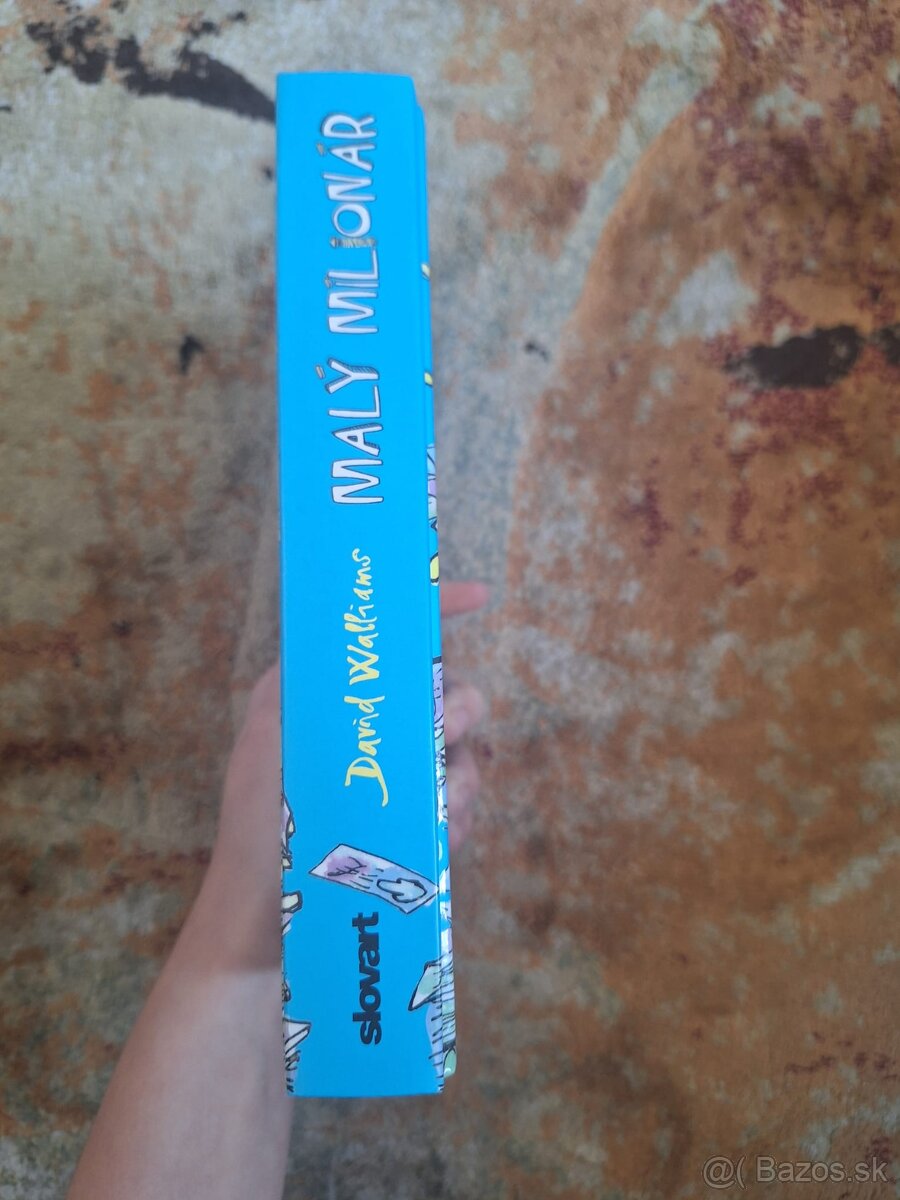 MALÝ MILIONÁR
David Walliams
slovart
@( Bazos.sk